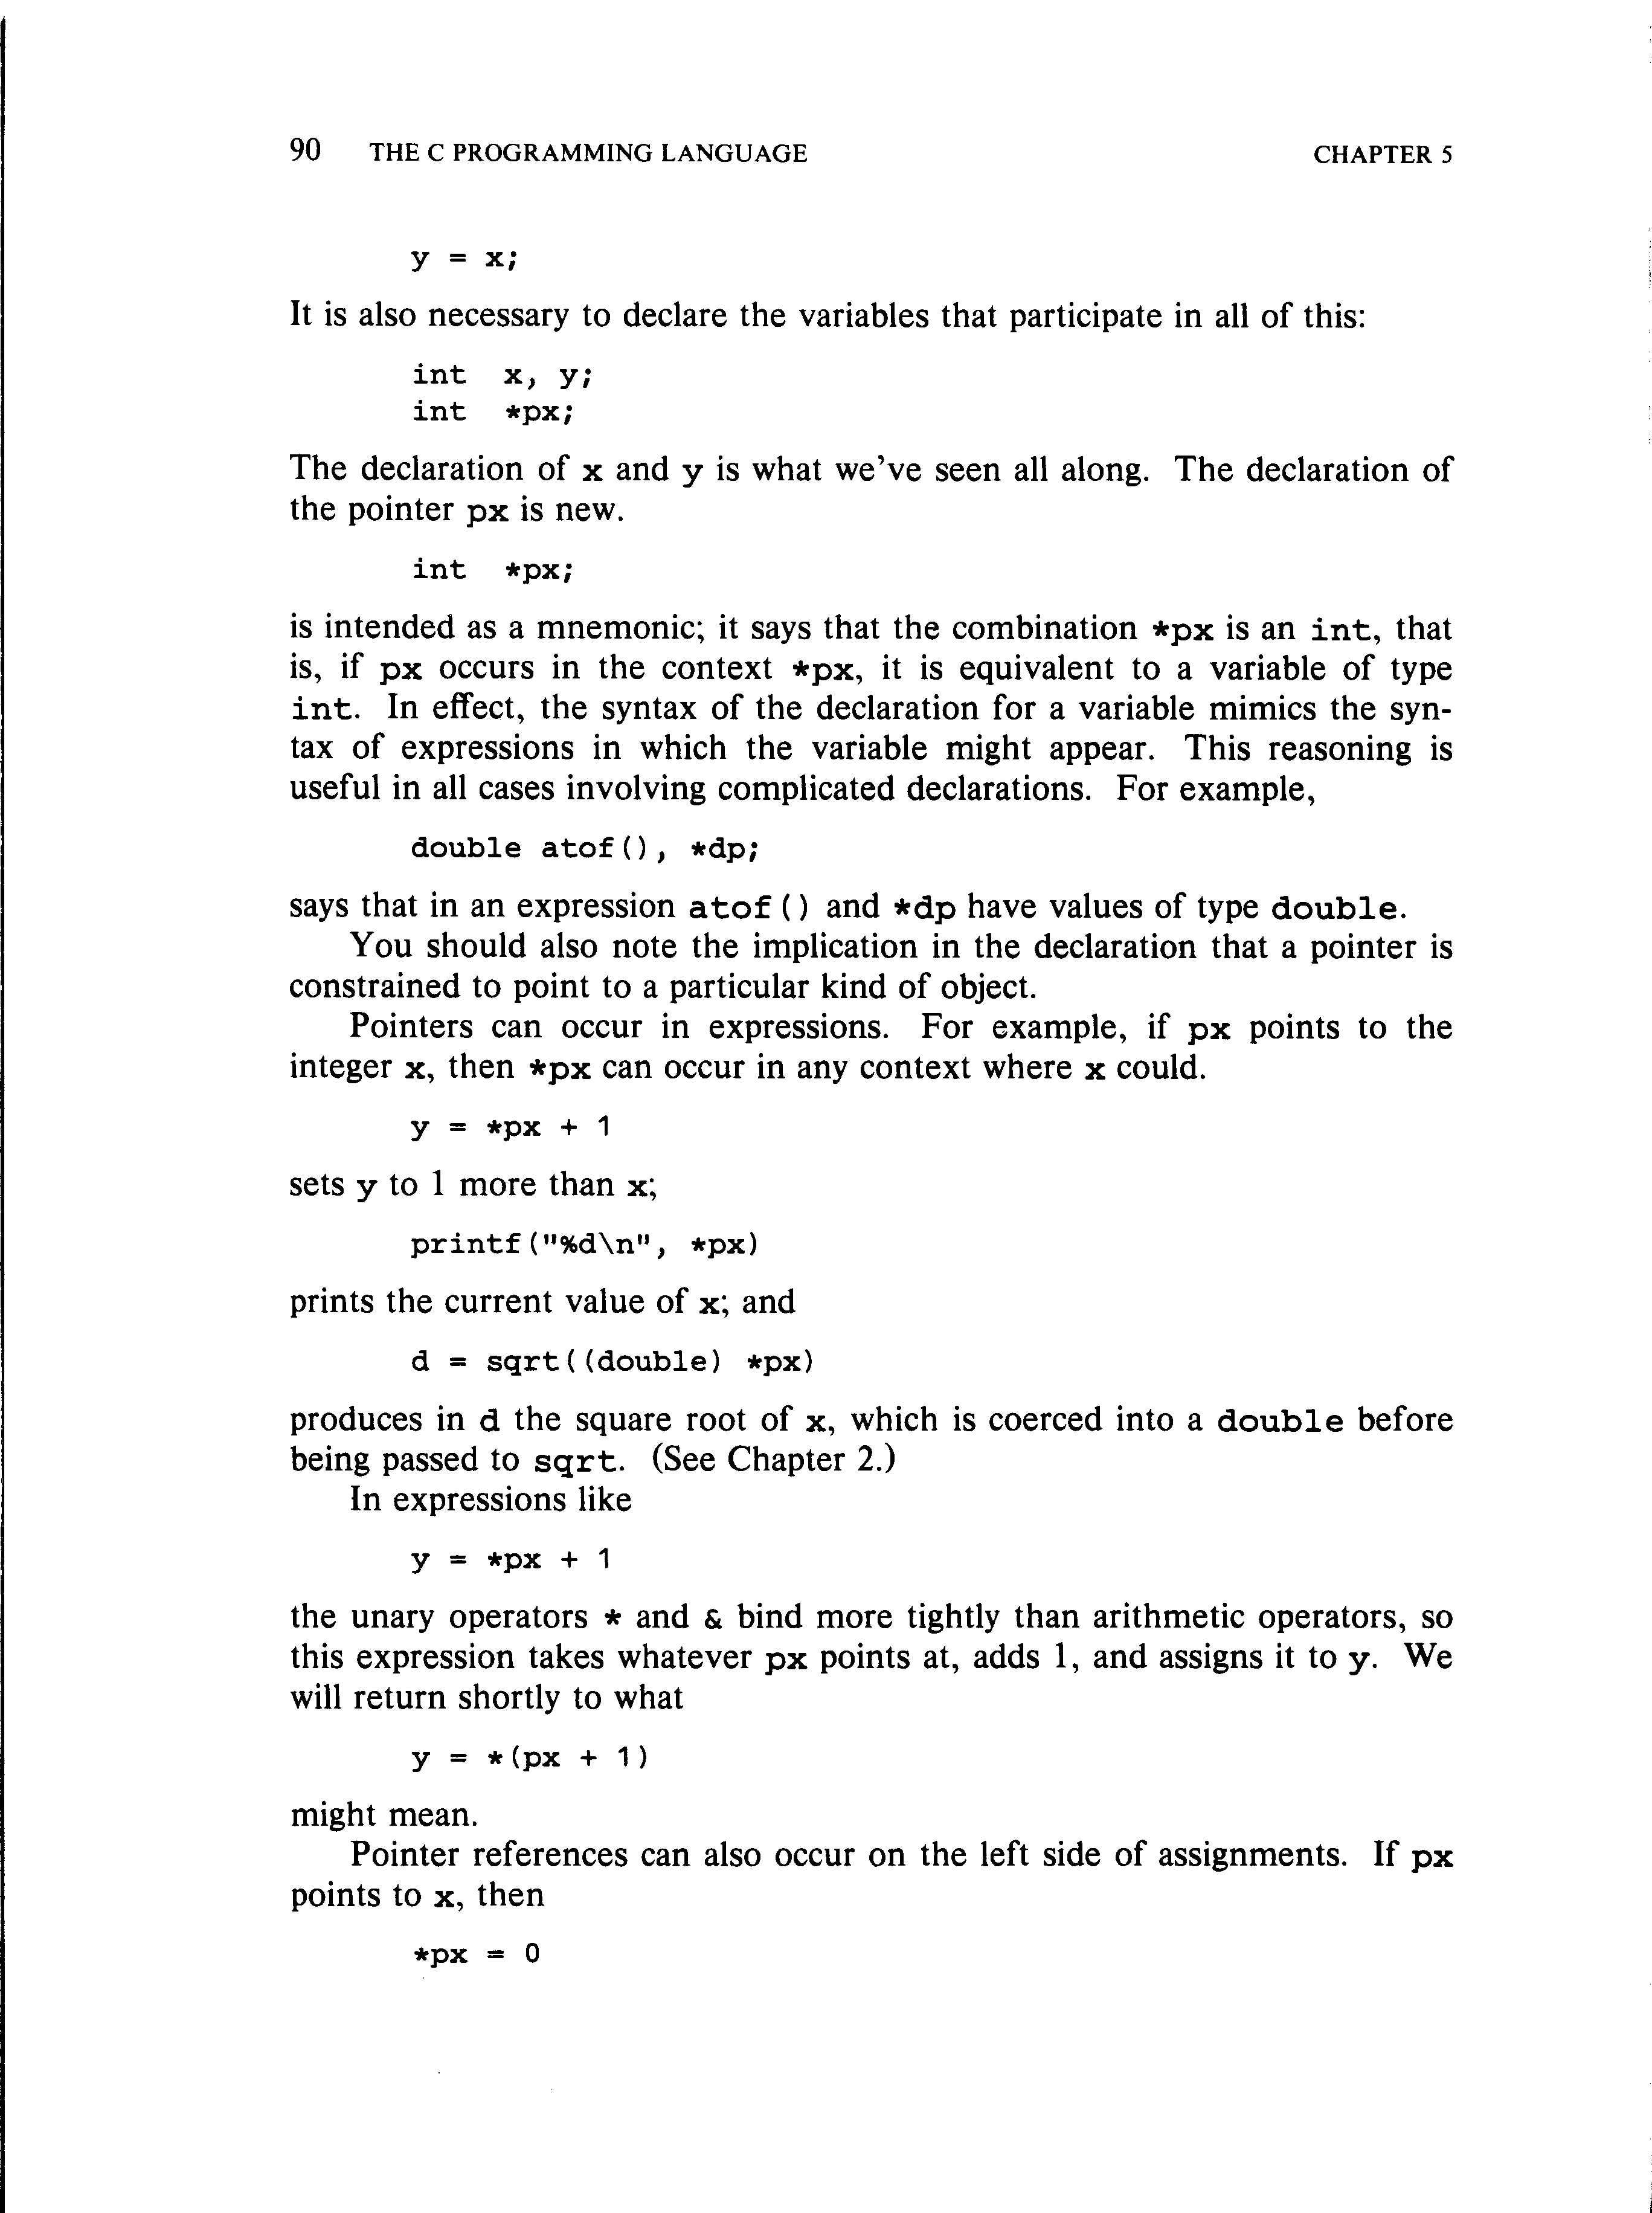 90 THE C PROGRAMMING LANGUAGE CHAPTER 5
y = x;
It is also necessary to declare the variables that participate in all of this:
int x, y;
int *px;
The declaration of x and y is what we've seen all along. The declaration of
the pointer px is new.
int *px;
is intended as a mnemonic; it says that the combination *px is an int, that
is, if px occurs in the context *px, it is equivalent to a variable of type
int. In effect, the syntax of the declaration for a variable mimics the syn-
tax of expressions in which the variable might appear. This reasoning is
useful in all cases involving complicated declarations. For example,
double atof(), *dp;
says that in an expression atof() and *dp have values of type double.
You should also note the implication in the declaration that a pointer is
constrained to point to a particular kind of object.
Pointers can occur in expressions. For example, if px points to the
integer x, then *px can occur in any context where x could.
y = *px + 1
sets y to 1 more than x;
printf("%d\n", *px)
prints the current value of x; and
d = sqrt((double) *px)
produces in d the square root of x, which is coerced into a double before
being passed to sqrt. (See Chapter 2.)
In expressions like
y = *px + 1
the unary operators * and & bind more tightly than arithmetic operators, so
this expression takes whatever px points at, adds 1, and assigns it to y. We
will return shortly to what
y = *(px + 1)
might mean.
Pointer references can also occur on the left side of assignments. If px
points to x, then
*px = 0